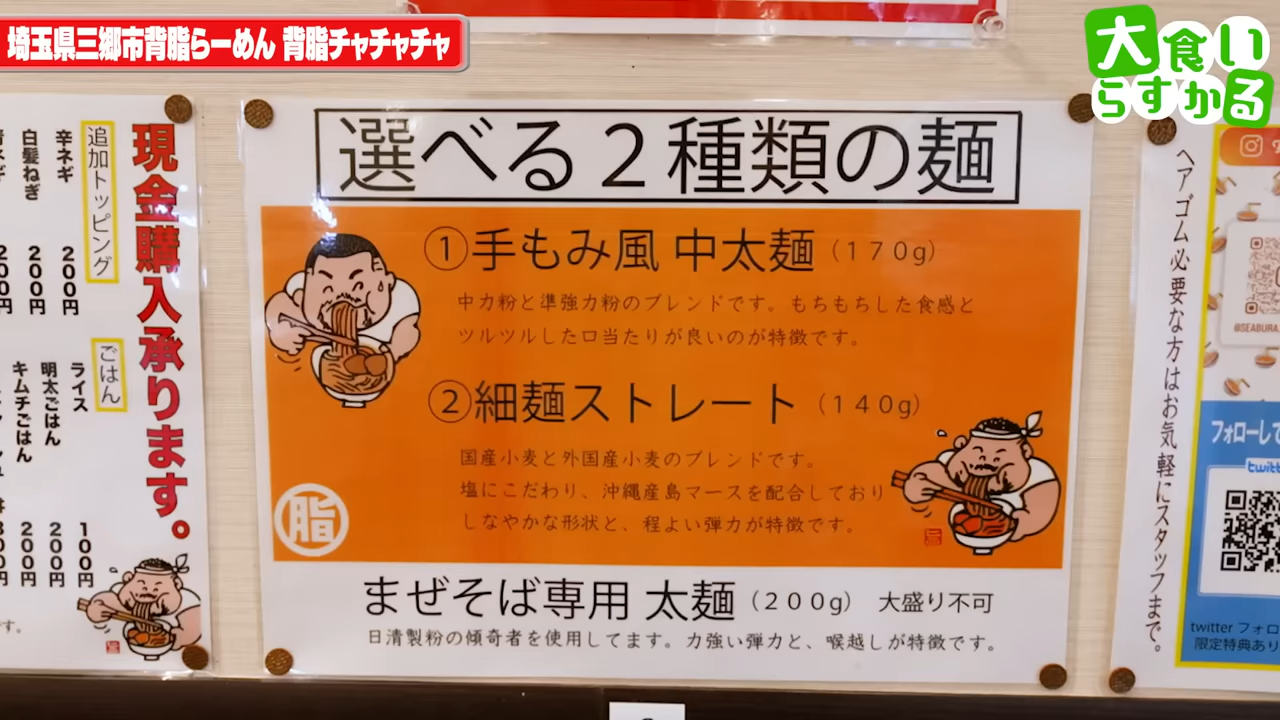 埼玉県三郷市背脂らーめん 背脂チャチャチャ
大食い
らすかる
現金購入承ります。
追加トッピング
辛ネギ 200円
白髪ねぎ 200円
ごはん
ライス 100円
明太ごはん 200円
キムチごはん 200円
す。
選べる2種類の麺
①手もみ風 中太麺（170g）
中力粉と準強力粉のブレンドです。もちもちした食感と
ツルツルした口当たりが良いのが特徴です。
②細麺ストレート（140g）
国産小麦と外国産小麦のブレンドです。
塩にこだわり、沖縄産島マースを配合しており
しなやかな形状と、程よい弾力が特徴です。
脂
まぜそば専用 太麺（200g） 大盛り不可
日清製粉の傾奇者を使用してます。力強い弾力と、喉越しが特徴です。
ヘアゴム必要な方はお気軽にスタッフまで。
@SEABURA
フォローして
twitt
twitter フォロ
限定特典あり